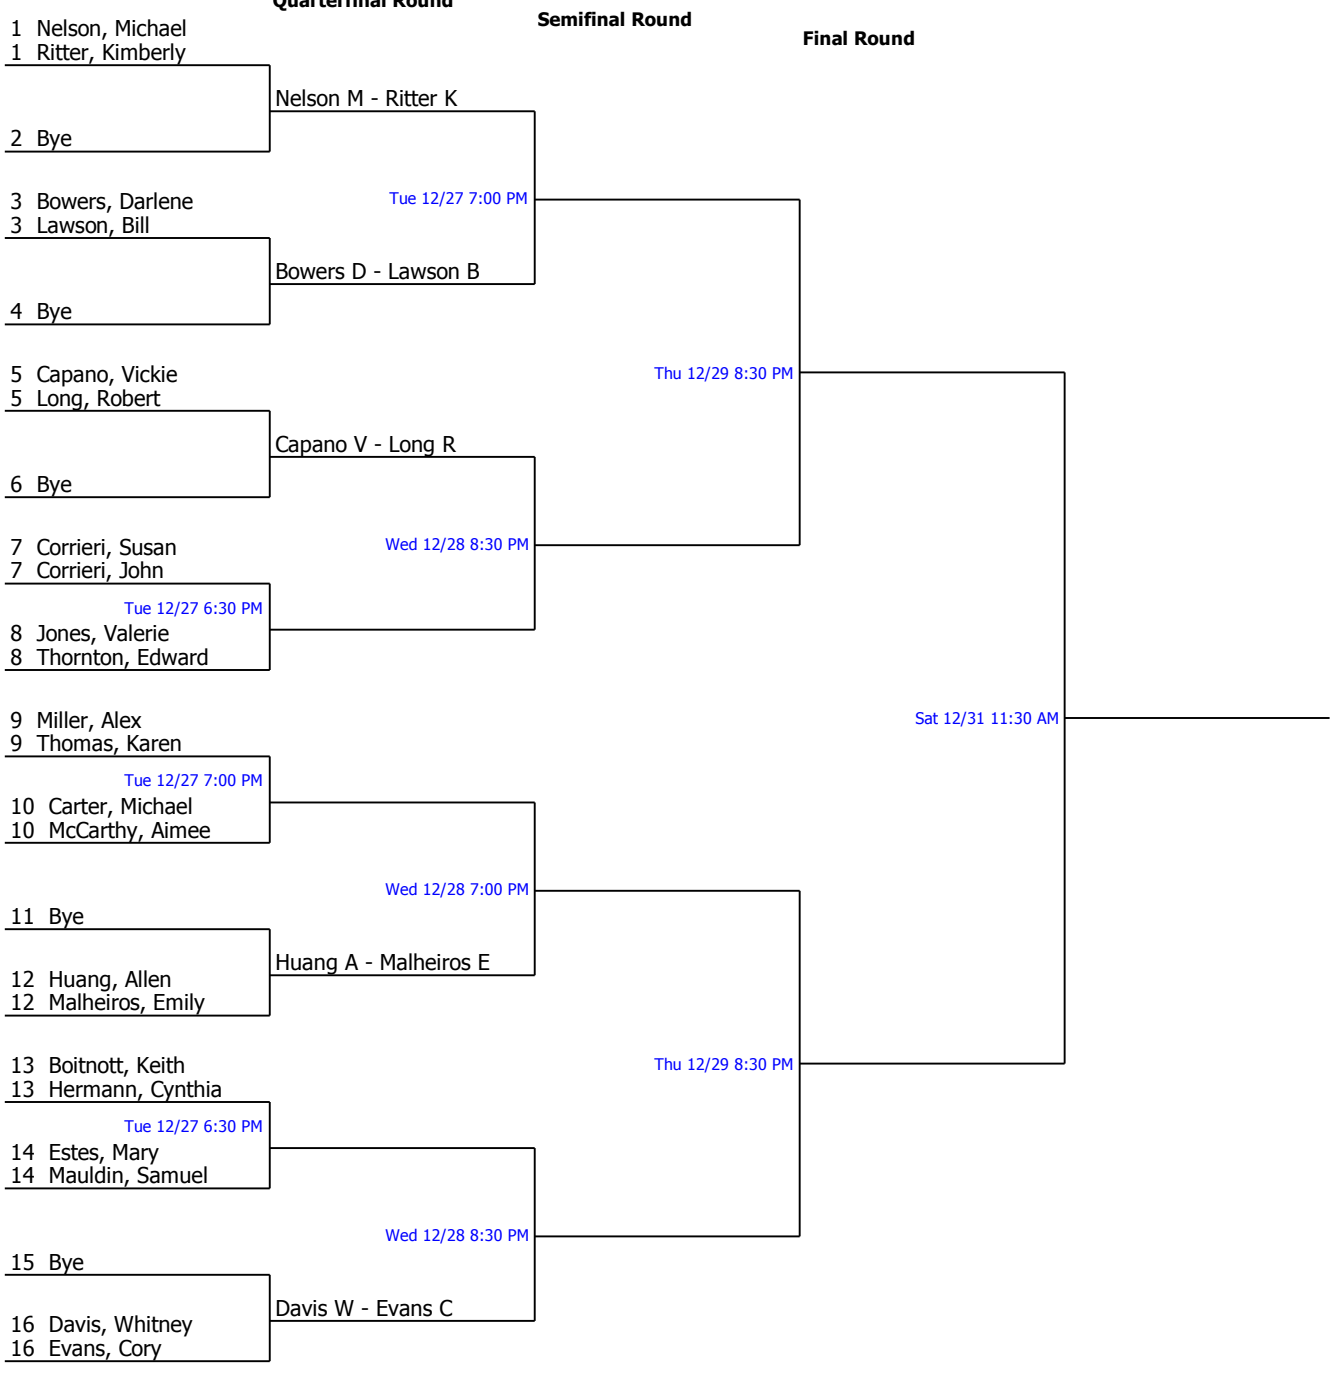 Quarterfinal Round
Semifinal Round
Final Round
1 Nelson, Michael
1 Ritter, Kimberly
Nelson M - Ritter K
2 Bye
3 Bowers, Darlene
3 Lawson, Bill
Tue 12/27 7:00 PM
Bowers D - Lawson B
4 Bye
5 Capano, Vickie
5 Long, Robert
Thu 12/29 8:30 PM
Capano V - Long R
6 Bye
7 Corrieri, Susan
7 Corrieri, John
Wed 12/28 8:30 PM
Tue 12/27 6:30 PM
8 Jones, Valerie
8 Thornton, Edward
9 Miller, Alex
9 Thomas, Karen
Sat 12/31 11:30 AM
Tue 12/27 7:00 PM
10 Carter, Michael
10 McCarthy, Aimee
Wed 12/28 7:00 PM
11 Bye
Huang A - Malheiros E
12 Huang, Allen
12 Malheiros, Emily
13 Boitnott, Keith
13 Hermann, Cynthia
Thu 12/29 8:30 PM
Tue 12/27 6:30 PM
14 Estes, Mary
14 Mauldin, Samuel
Wed 12/28 8:30 PM
15 Bye
Davis W - Evans C
16 Davis, Whitney
16 Evans, Cory